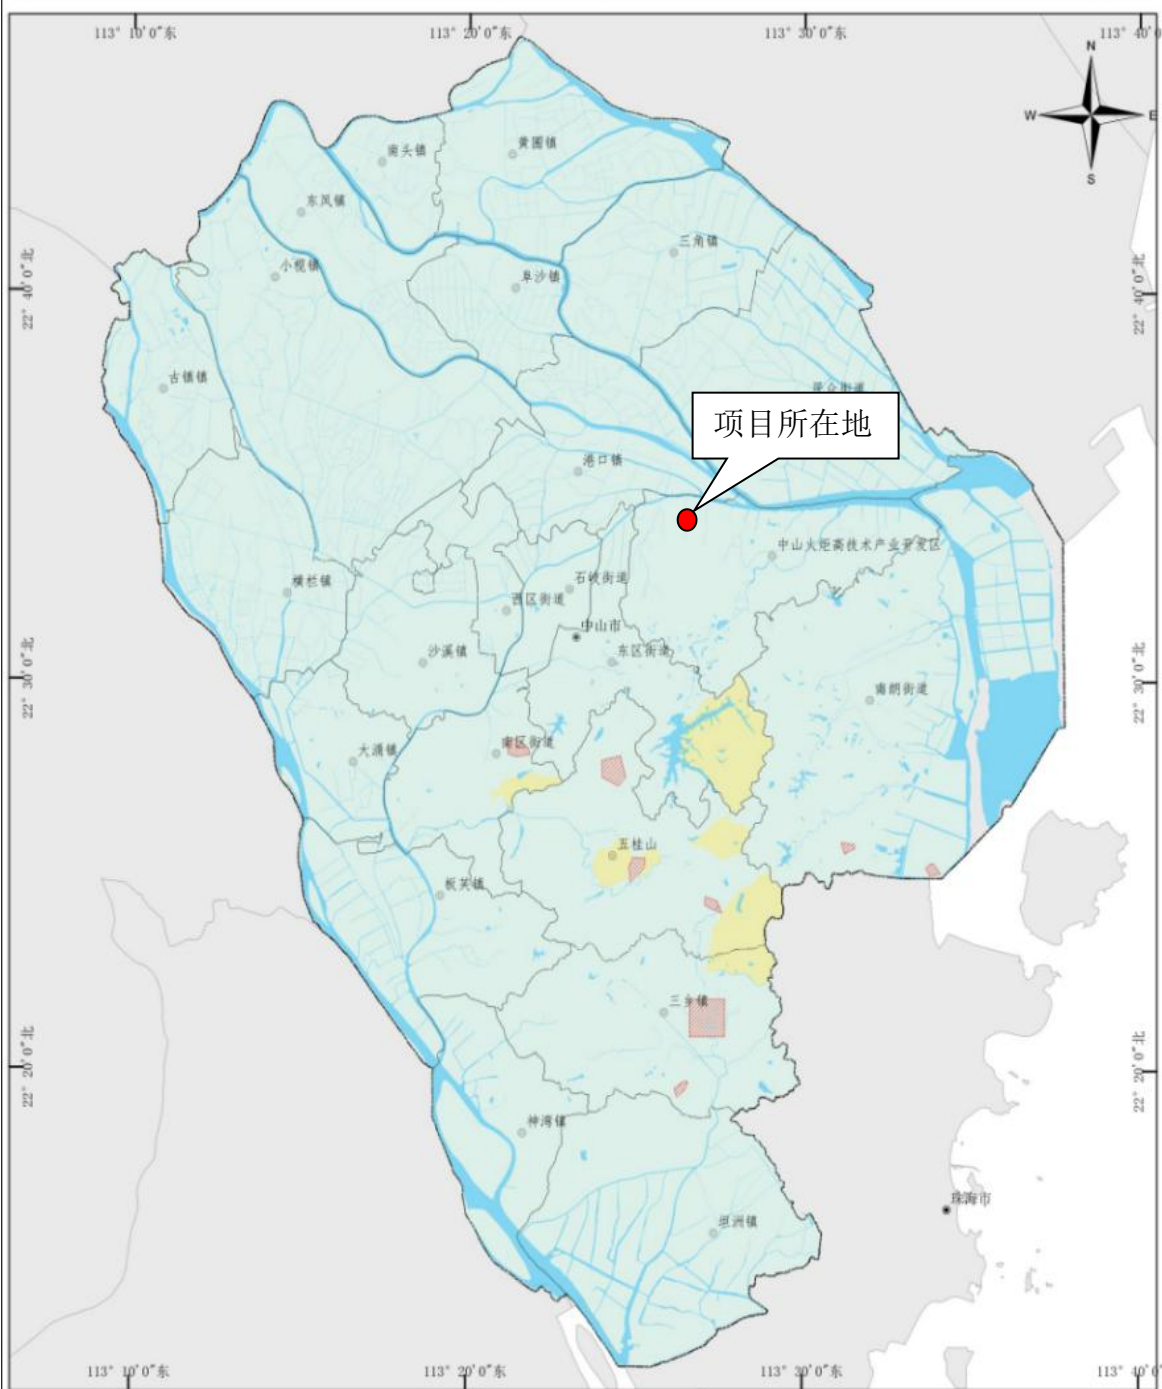 113° 10′0″东
113° 20′0″东
113° 30′0″东
113° 40′0
N
W
E
S
南头镇
黄圃镇
东凤镇
三角镇
小榄镇
阜沙镇
22° 40′0″北
22° 40′0″北
古镇镇
民众街道
项目所在地
港口镇
中山火炬高技术产业开发区
石岐街道
横栏镇
西区街道
中山市
沙溪镇
东区街道
22° 30′0″北
22° 30′0″北
南朗街道
南区街道
大涌镇
五桂山
板芙镇
三乡镇
22° 20′0″北
22° 20′0″北
神湾镇
珠海市
坦洲镇
113° 10′0″东
113° 20′0″东
113° 30′0″东
113° 40′0″